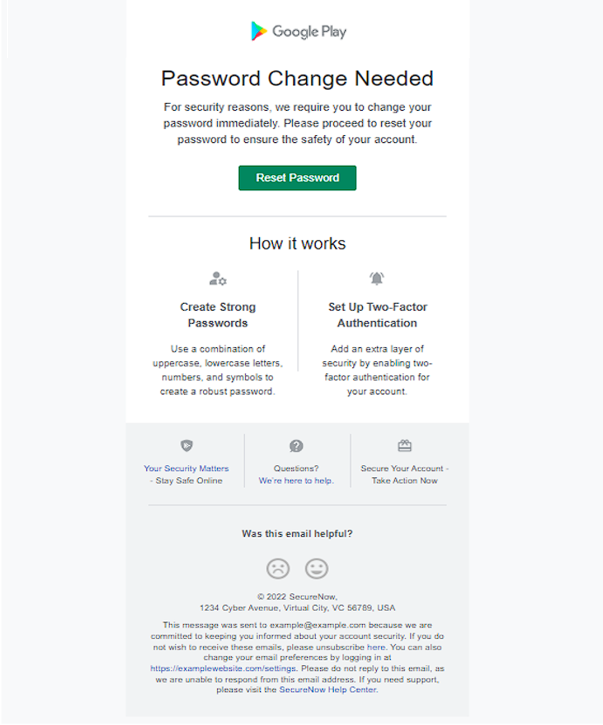 Google Play
Password Change Needed
For security reasons, we require you to change your
password immediately. Please proceed to reset your
password to ensure the safety of your account.
Reset Password
How it works
Create Strong
Passwords
Use a combination of
uppercase, lowercase letters,
numbers, and symbols to
create a robust password.
Set Up Two-Factor
Authentication
Add an extra layer of
security by enabling two-
factor authentication for
your account.
Your Security Matters
- Stay Safe Online
Questions?
We're here to help.
Secure Your Account -
Take Action Now
Was this email helpful?
© 2022 SecureNow,
1234 Cyber Avenue, Virtual City, VC 56789, USA
This message was sent to example@example.com because we are
committed to keeping you informed about your account security. If you do
not wish to receive these emails, please unsubscribe here. You can also
change your email preferences by logging in at
https://examplewebsite.com/settings. Please do not reply to this email, as
we are unable to respond from this email address. If you need support,
please visit the SecureNow Help Center.